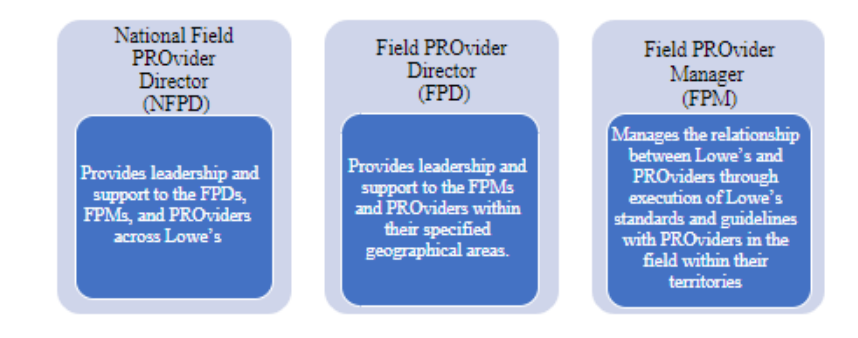 National Field
PROvider
Director
(NFPD)
Provides leadership and
support to the FPDs,
FPMs, and PROviders
across Lowe's
Field PROvider
Director
(FPD)
Provides leadership and
support to the FPMs
and PROviders within
their specified
geographical areas.
Field PROvider
Manager
(FPM)
Manages the relationship
between Lowe's and
PROviders through
execution of Lowe's
standards and guidelines
with PROviders in the
field within their
territories